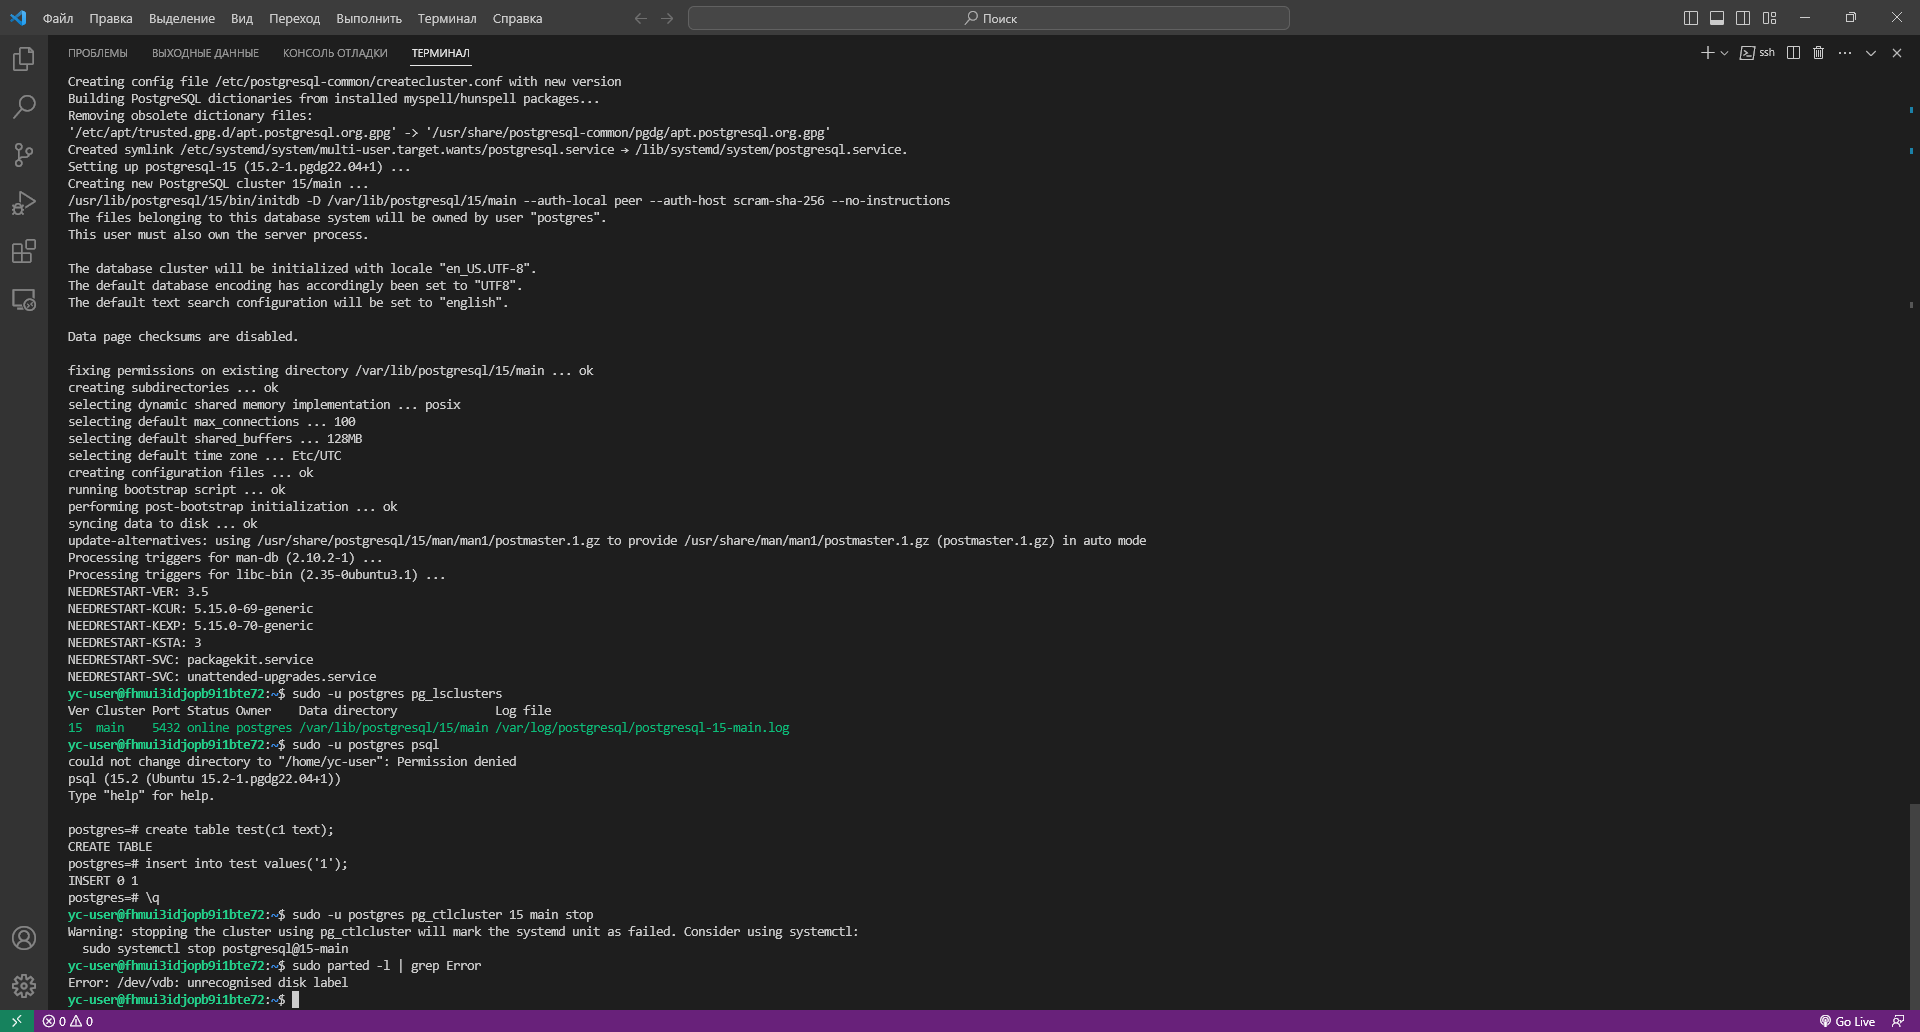 Файл Правка Выделение Вид Переход Выполнить Терминал Справка Поиск
ПРОБЛЕМЫ ВЫХОДНЫЕ ДАННЫЕ КОНСОЛЬ ОТЛАДКИ ТЕРМИНАЛ ssh
Creating config file /etc/postgresql-common/createcluster.conf with new version
Building PostgreSQL dictionaries from installed myspell/hunspell packages...
Removing obsolete dictionary files:
'/etc/apt/trusted.gpg.d/apt.postgresql.org.gpg' -> '/usr/share/postgresql-common/pgdg/apt.postgresql.org.gpg'
Created symlink /etc/systemd/system/multi-user.target.wants/postgresql.service → /lib/systemd/system/postgresql.service.
Setting up postgresql-15 (15.2-1.pgdg22.04+1) ...
Creating new PostgreSQL cluster 15/main ...
/usr/lib/postgresql/15/bin/initdb -D /var/lib/postgresql/15/main --auth-local peer --auth-host scram-sha-256 --no-instructions
The files belonging to this database system will be owned by user "postgres".
This user must also own the server process.
The database cluster will be initialized with locale "en_US.UTF-8".
The default database encoding has accordingly been set to "UTF8".
The default text search configuration will be set to "english".
Data page checksums are disabled.
fixing permissions on existing directory /var/lib/postgresql/15/main ... ok
creating subdirectories ... ok
selecting dynamic shared memory implementation ... posix
selecting default max_connections ... 100
selecting default shared_buffers ... 128MB
selecting default time zone ... Etc/UTC
creating configuration files ... ok
running bootstrap script ... ok
performing post-bootstrap initialization ... ok
syncing data to disk ... ok
update-alternatives: using /usr/share/postgresql/15/man/man1/postmaster.1.gz to provide /usr/share/man/man1/postmaster.1.gz (postmaster.1.gz) in auto mode
Processing triggers for man-db (2.10.2-1) ...
Processing triggers for libc-bin (2.35-0ubuntu3.1) ...
NEEDRESTART-VER: 3.5
NEEDRESTART-KCUR: 5.15.0-69-generic
NEEDRESTART-KEXP: 5.15.0-70-generic
NEEDRESTART-KSTA: 3
NEEDRESTART-SVC: packagekit.service
NEEDRESTART-SVC: unattended-upgrades.service
yc-user@fhmui3idjopb9i1bte72:~$ sudo -u postgres pg_lsclusters
Ver Cluster Port Status Owner    Data directory              Log file
15  main    5432 online postgres /var/lib/postgresql/15/main /var/log/postgresql/postgresql-15-main.log
yc-user@fhmui3idjopb9i1bte72:~$ sudo -u postgres psql
could not change directory to "/home/yc-user": Permission denied
psql (15.2 (Ubuntu 15.2-1.pgdg22.04+1))
Type "help" for help.
postgres=# create table test(c1 text);
CREATE TABLE
postgres=# insert into test values('1');
INSERT 0 1
postgres=# \q
yc-user@fhmui3idjopb9i1bte72:~$ sudo -u postgres pg_ctlcluster 15 main stop
Warning: stopping the cluster using pg_ctlcluster will mark the systemd unit as failed. Consider using systemctl:
  sudo systemctl stop postgresql@15-main
yc-user@fhmui3idjopb9i1bte72:~$ sudo parted -l | grep Error
Error: /dev/vdb: unrecognised disk label
yc-user@fhmui3idjopb9i1bte72:~$
0 0 Go Live